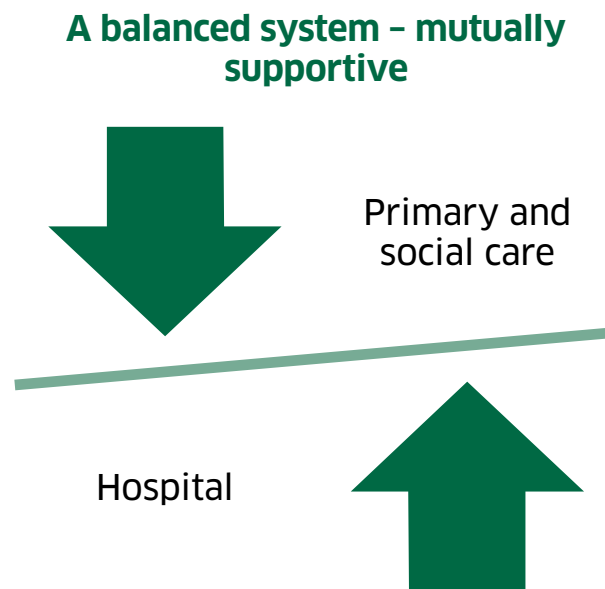 A balanced system – mutually
supportive
Primary and
social care
Hospital